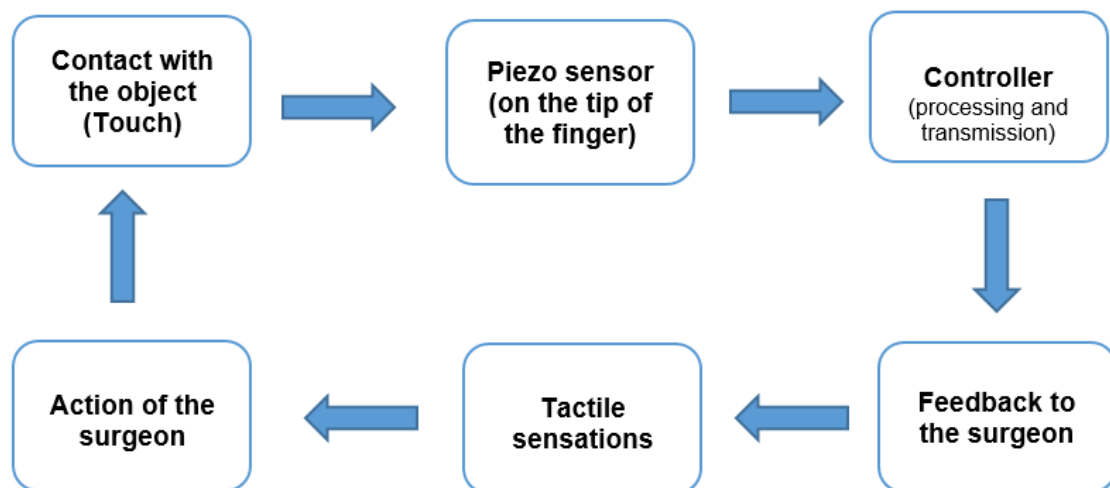 Contact with
the object
(Touch)
Piezo sensor
(on the tip of
the finger)
Controller
(processing and
transmission)
Action of the
surgeon
Tactile
sensations
Feedback to
the surgeon